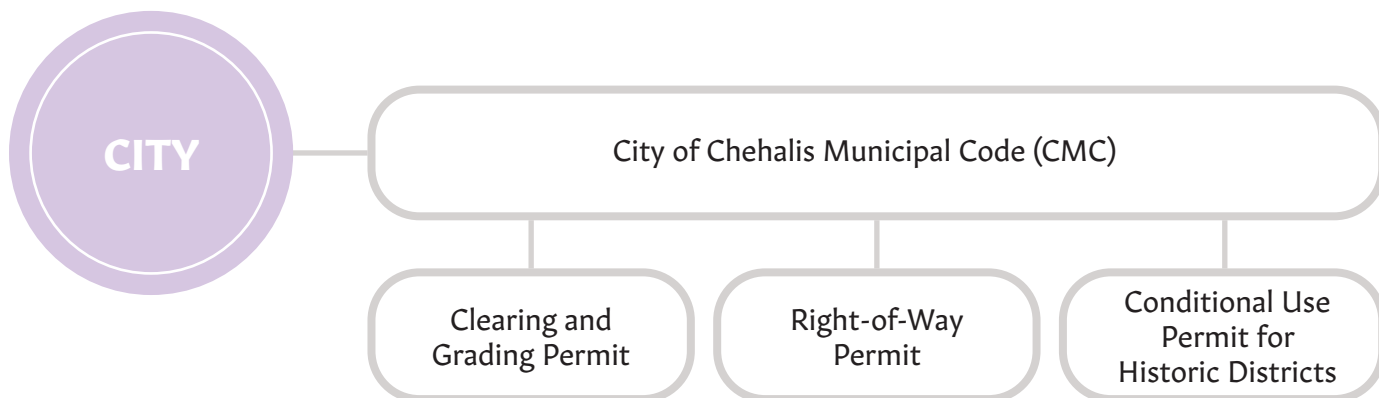 CITY
City of Chehalis Municipal Code (CMC)
Clearing and
Grading Permit
Right-of-Way
Permit
Conditional Use
Permit for
Historic Districts